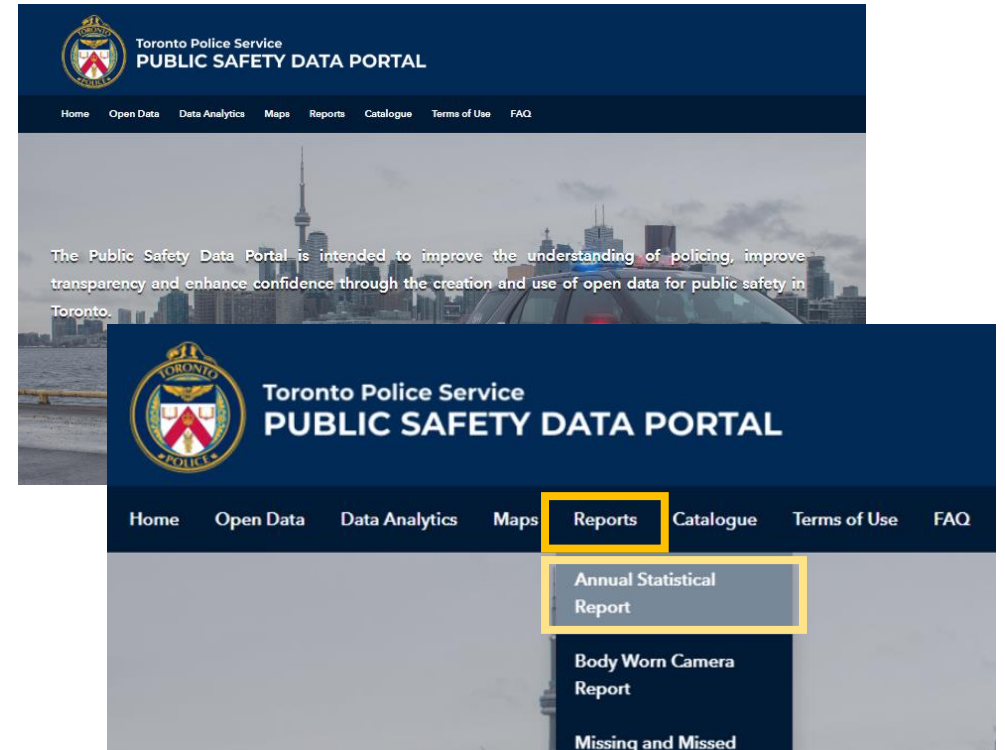 Toronto Police Service
PUBLIC SAFETY DATA PORTAL
Home Open Data Data Analytics Maps Reports Catalogue Terms of Use FAQ
The Public Safety Data Portal is intended to improve the understanding of policing, improve
transparency and enhance confidence through the creation and use of open data for public safety in
Toronto.
TORONTO
POLICE
Toronto Police Service
PUBLIC SAFETY DATA PORTAL
Home Open Data Data Analytics Maps Reports Catalogue Terms of Use FAQ
Annual Statistical
Report
Body Worn Camera
Report
Missing and Missed